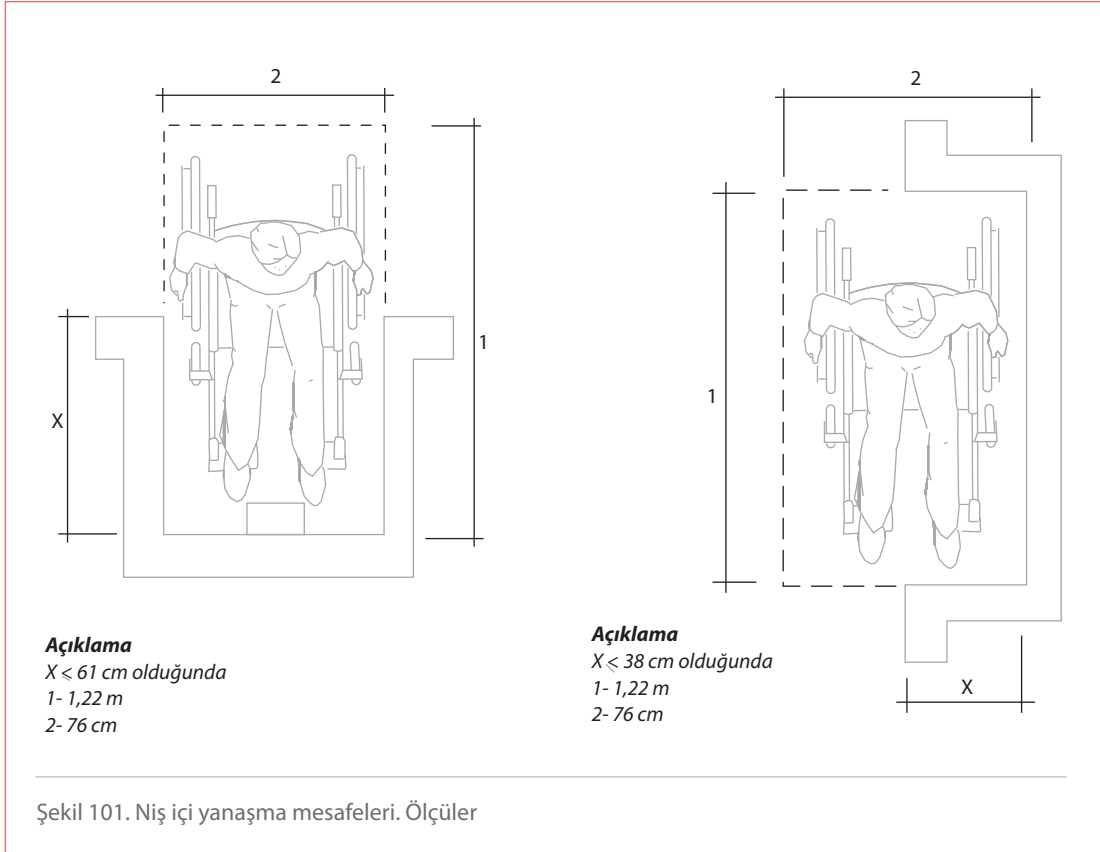 2
1
X
Açıklama
X ≤ 61 cm olduğunda
1- 1,22 m
2- 76 cm
2
1
X
Açıklama
X ≤ 38 cm olduğunda
1- 1,22 m
2- 76 cm
Şekil 101. Niş içi yanaşma mesafeleri. Ölçüler